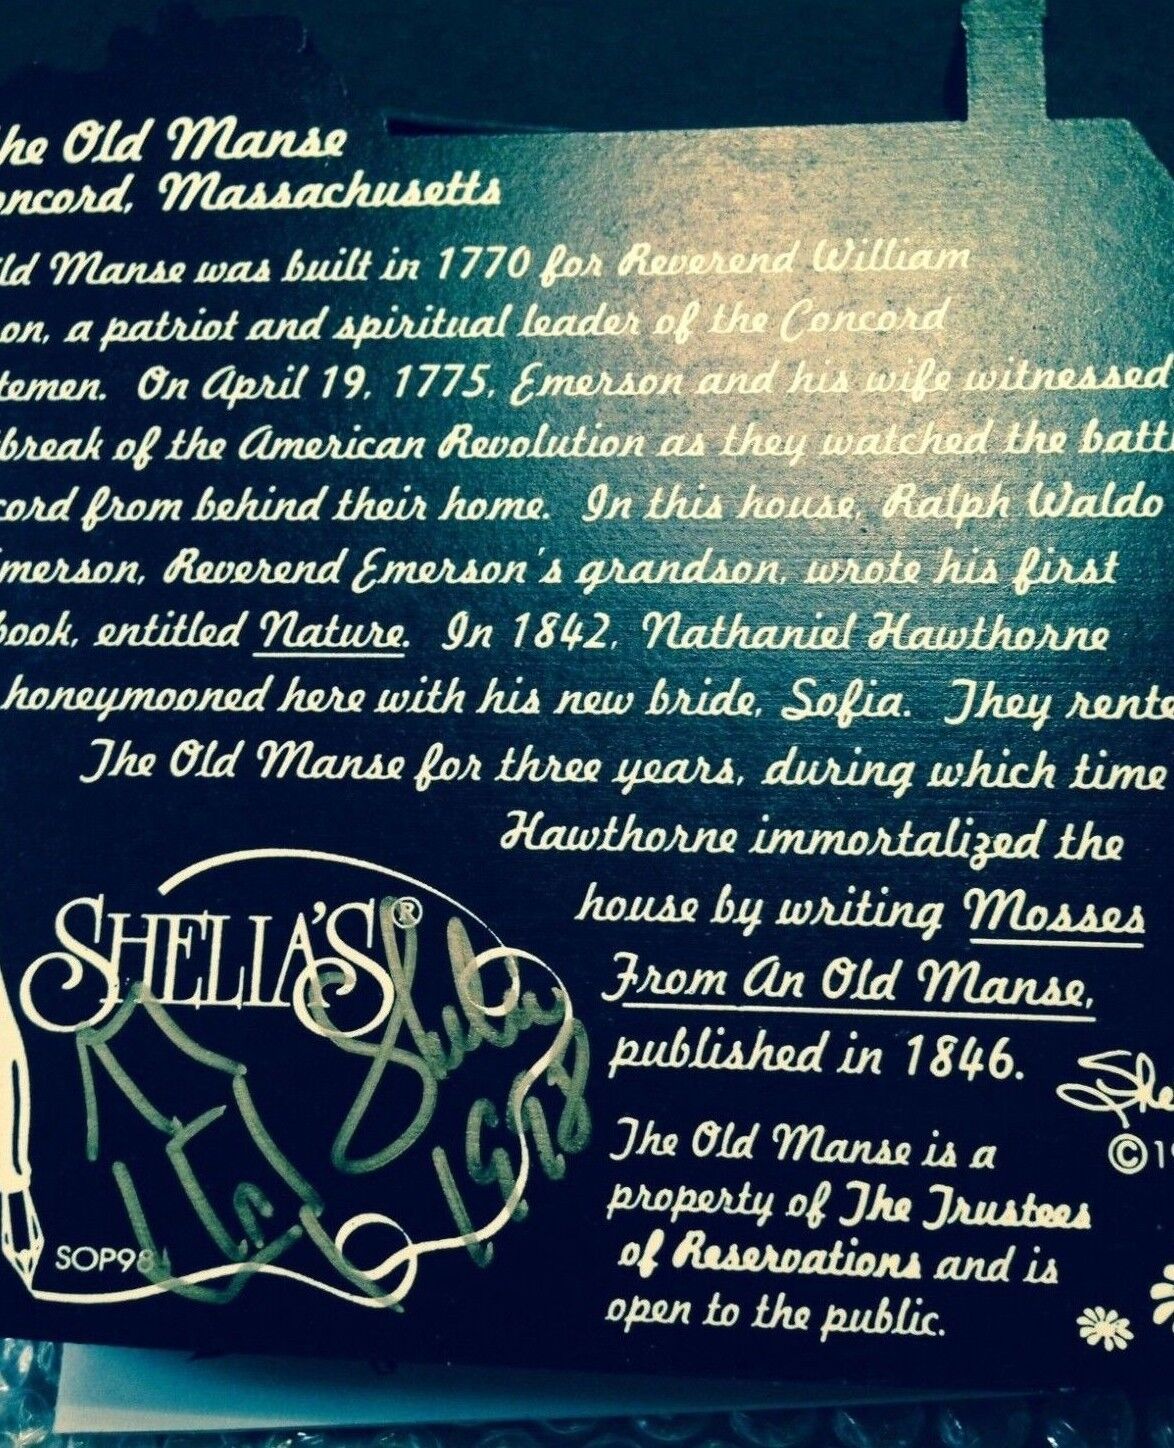 he Old Manse
oncord, Massachusetts
ld Manse was built in 1770 for Reverend William
on, a patriot and spiritual leader of the Concord
temen. On April 19, 1775, Emerson and his wife witnessed
break of the American Revolution as they watched the batt
cord from behind their home. In this house, Ralph Waldo
merson, Reverend Emerson's grandson, wrote his first
book, entitled Nature. In 1842, Nathaniel Hawthorne
honeymooned here with his new bride, Sofia. They rente
The Old Manse for three years, during which time
Hawthorne immortalized the
house by writing Mosses
From An Old Manse,
published in 1846.
The Old Manse is a
property of The Trustees
of Reservations and is
open to the public.
SHELIA'S®
Shelia
1998
SOP98
She
©19